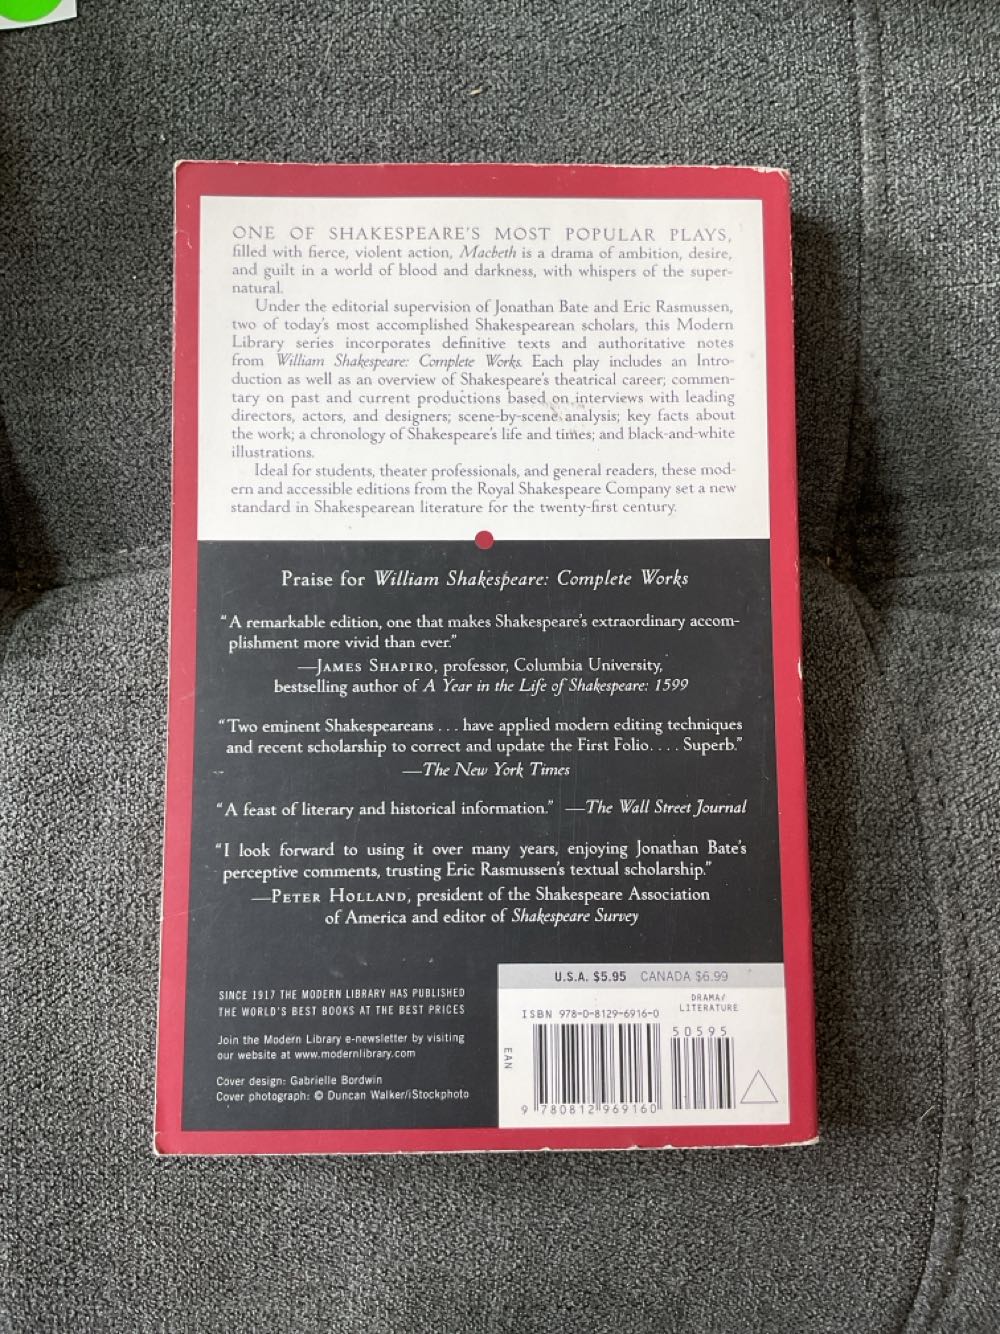 ONE OF SHAKESPEARE'S MOST POPULAR PLAYS,
filled with fierce, violent action, Macbeth is a drama of ambition, desire,
and guilt in a world of blood and darkness, with whispers of the super-
natural.
Under the editorial supervision of Jonathan Bate and Eric Rasmussen,
two of today's most accomplished Shakespearean scholars, this Modern
Library series incorporates definitive texts and authoritative notes
from William Shakespeare: Complete Works. Each play includes an Intro-
duction as well as an overview of Shakespeare's theatrical career; commen-
tary on past and current productions based on interviews with leading
directors, actors, and designers; scene-by-scene analysis; key facts about
the work; a chronology of Shakespeare's life and times; and black-and-white
illustrations.
Ideal for students, theater professionals, and general readers, these mod-
ern and accessible editions from the Royal Shakespeare Company set a new
standard in Shakespearean literature for the twenty-first century.
Praise for William Shakespeare: Complete Works
"A remarkable edition, one that makes Shakespeare's extraordinary accom-
plishment more vivid than ever."
—JAMES SHAPIRO, professor, Columbia University,
bestselling author of A Year in the Life of Shakespeare: 1599
"Two eminent Shakespeareans . . . have applied modern editing techniques
and recent scholarship to correct and update the First Folio. . . . Superb."
—The New York Times
"A feast of literary and historical information." —The Wall Street Journal
"I look forward to using it over many years, enjoying Jonathan Bate's
perceptive comments, trusting Eric Rasmussen's textual scholarship."
—PETER HOLLAND, president of the Shakespeare Association
of America and editor of Shakespeare Survey
SINCE 1917 THE MODERN LIBRARY HAS PUBLISHED
THE WORLD'S BEST BOOKS AT THE BEST PRICES
Join the Modern Library e-newsletter by visiting
our website at www.modernlibrary.com
Cover design: Gabrielle Bordwin
Cover photograph: © Duncan Walker/iStockphoto
U.S.A. $5.95 CANADA $6.99
DRAMA/
LITERATURE
ISBN 978-0-8129-6916-0
50595
EAN
9 780812 969160